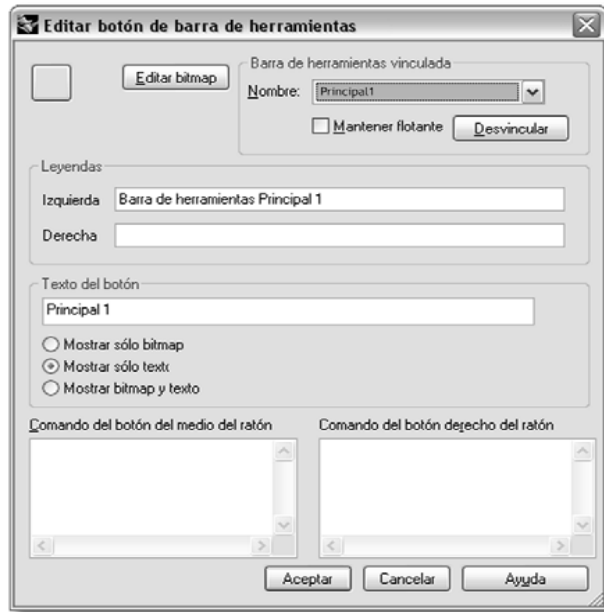 Editar botón de barra de herramientas
Editar bitmap
Barra de herramientas vinculada
Nombre: Principal1
Mantener flotante Desvincular
Leyendas
Izquierda Barra de herramientas Principal 1
Derecha
Texto del botón
Principal 1
Mostrar sólo bitmap
Mostrar sólo texto
Mostrar bitmap y texto
Comando del botón del medio del ratón Comando del botón derecho del ratón
Aceptar Cancelar Ayuda